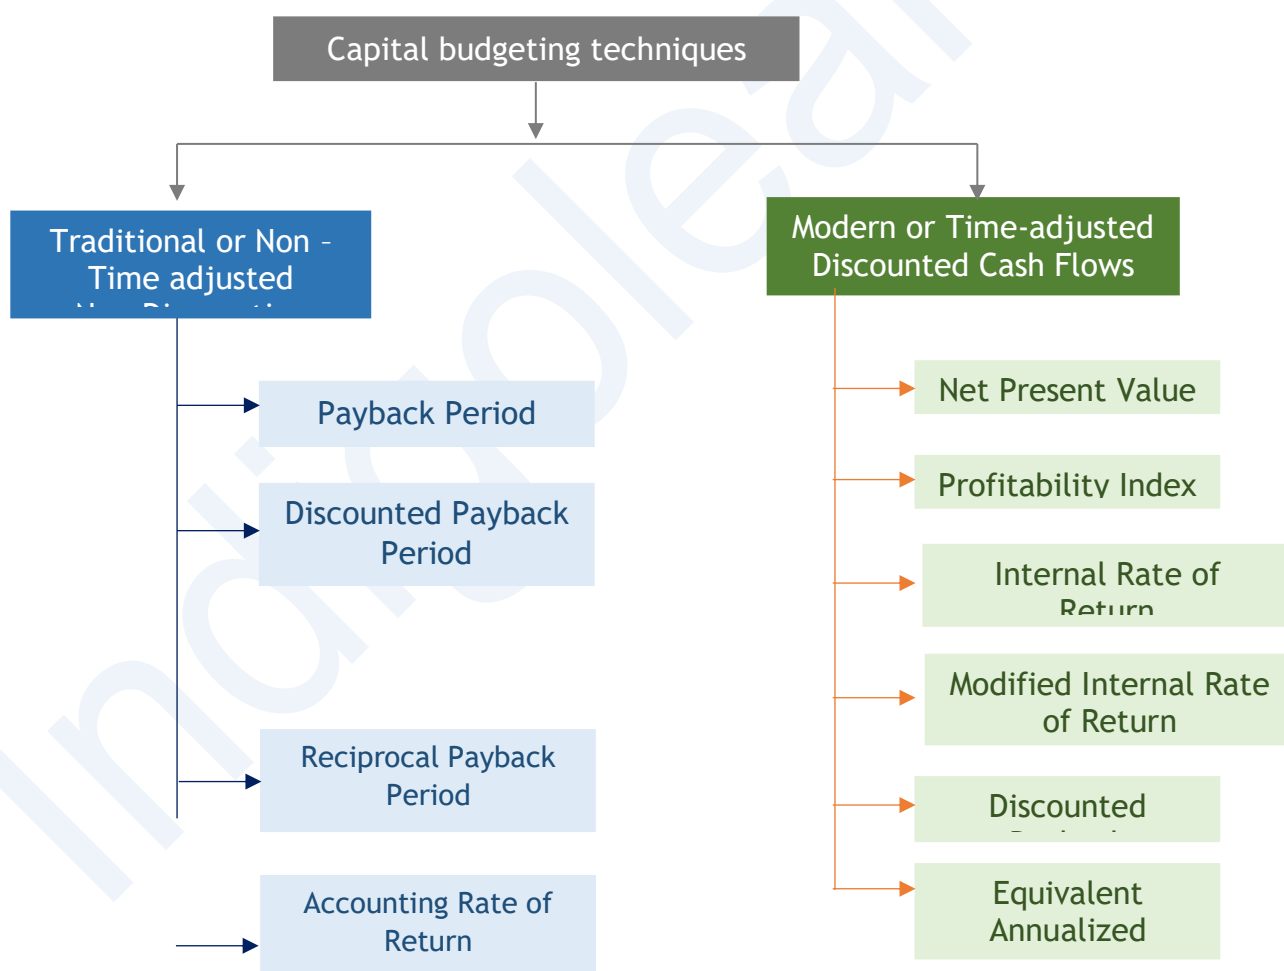 Capital budgeting techniques
Traditional or Non –
Time adjusted
Modern or Time-adjusted
Discounted Cash Flows
Payback Period
Discounted Payback
Period
Reciprocal Payback
Period
Accounting Rate of
Return
Net Present Value
Profitability Index
Internal Rate of
Return
Modified Internal Rate
of Return
Discounted
Equivalent
Annualized